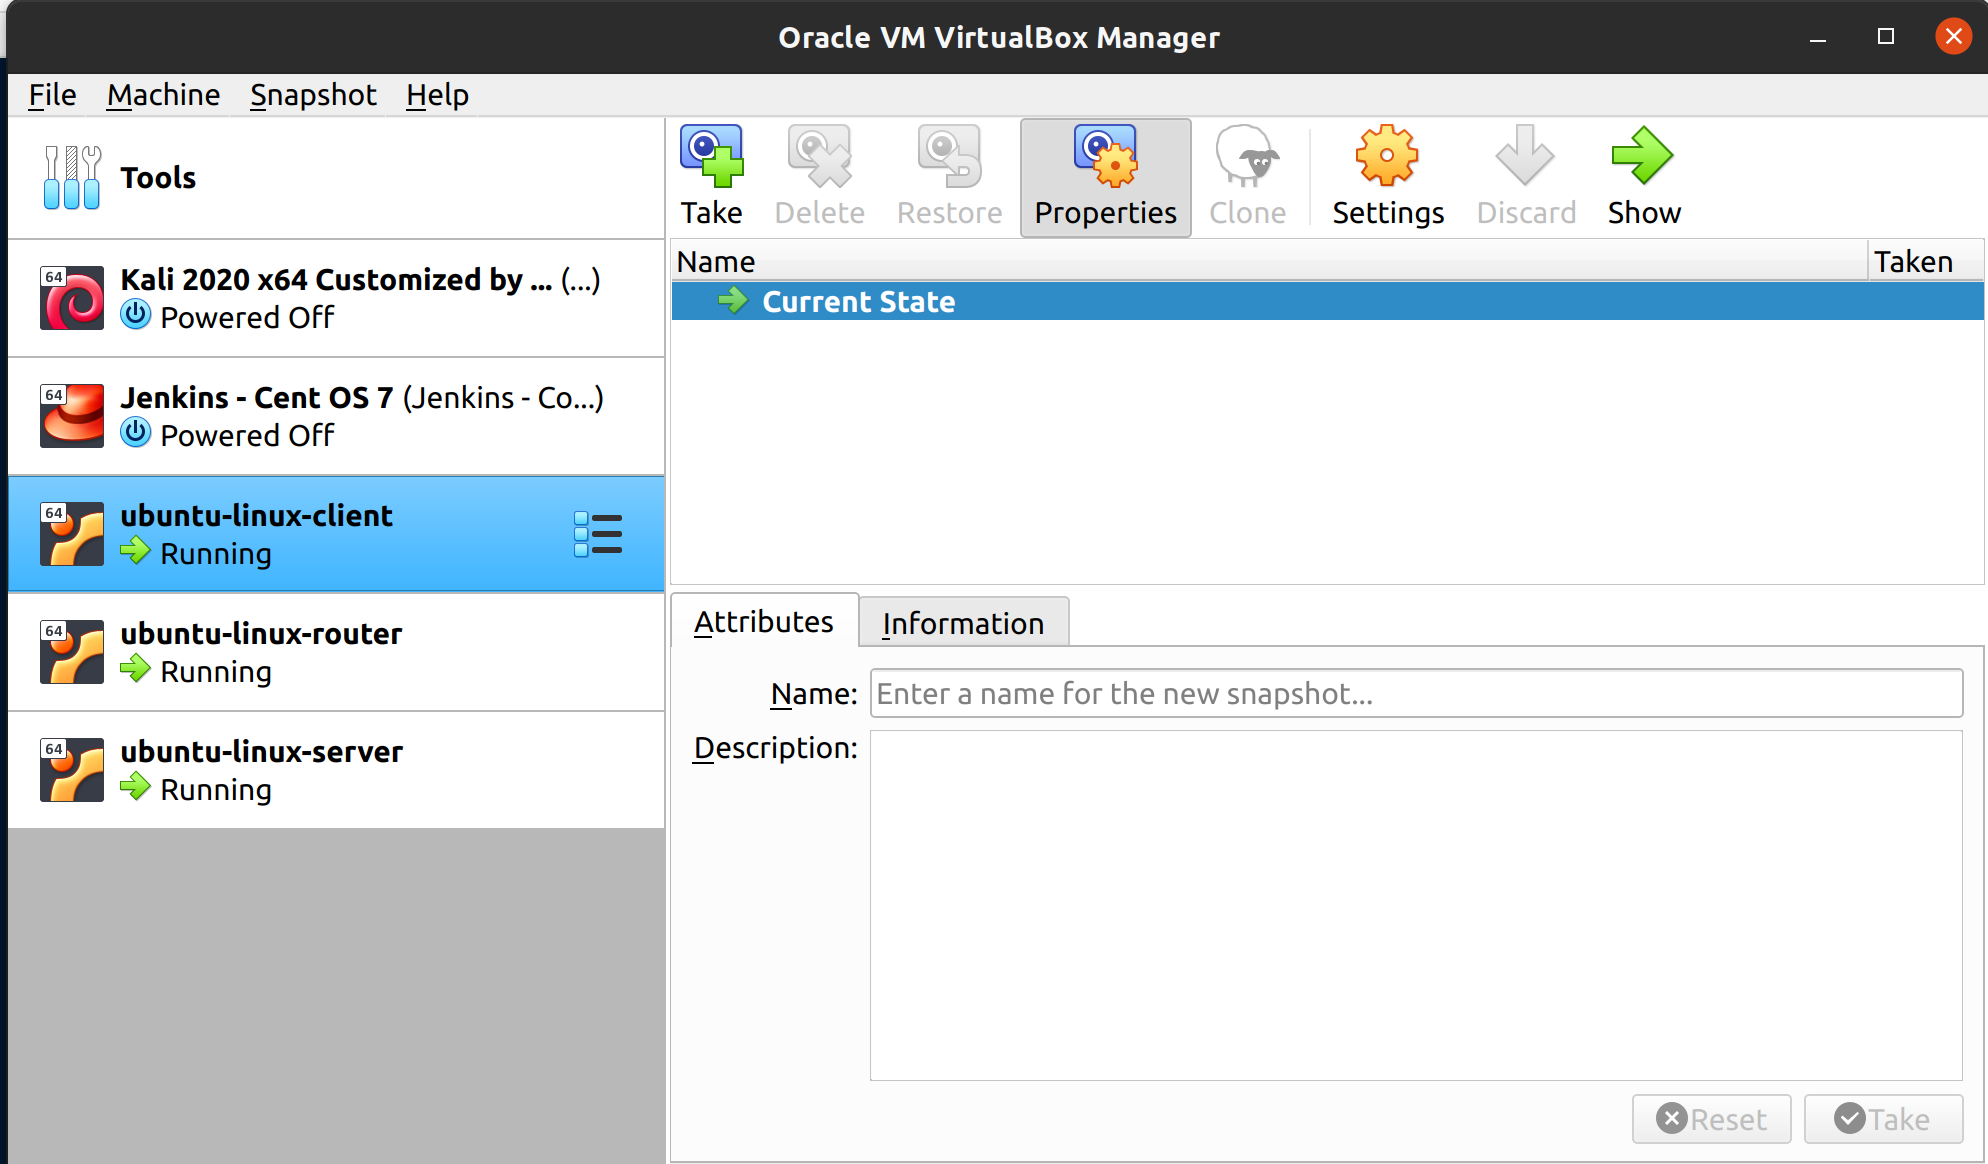 Oracle VM VirtualBox Manager
File Machine Snapshot Help
Tools
Take Delete Restore Properties Clone Settings Discard Show
Name Taken
Current State
64
Kali 2020 x64 Customized by ... (...)
Powered Off
64
Jenkins - Cent OS 7 (Jenkins - Co...)
Powered Off
64
ubuntu-linux-client
Running
64
ubuntu-linux-router
Running
64
ubuntu-linux-server
Running
Attributes Information
Name: Enter a name for the new snapshot...
Description:
Reset Take